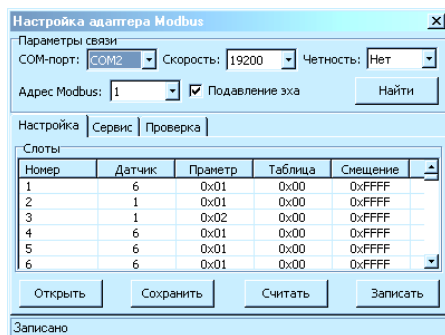 Настройка адаптера Modbus
Параметры связи
COM-порт: COM2 Скорость: 19200 Четность: Нет
Адрес Modbus: 1 Подавление эха Найти
Настройка Сервис Проверка
Слоты
Номер Датчик Праметр Таблица Смещение
1 6 0x01 0x00 0xFFFF
2 1 0x01 0x00 0xFFFF
3 1 0x02 0x00 0xFFFF
4 6 0x01 0x00 0xFFFF
5 6 0x01 0x00 0xFFFF
6 6 0x01 0x00 0xFFFF
Открыть Сохранить Считать Записать
Записано